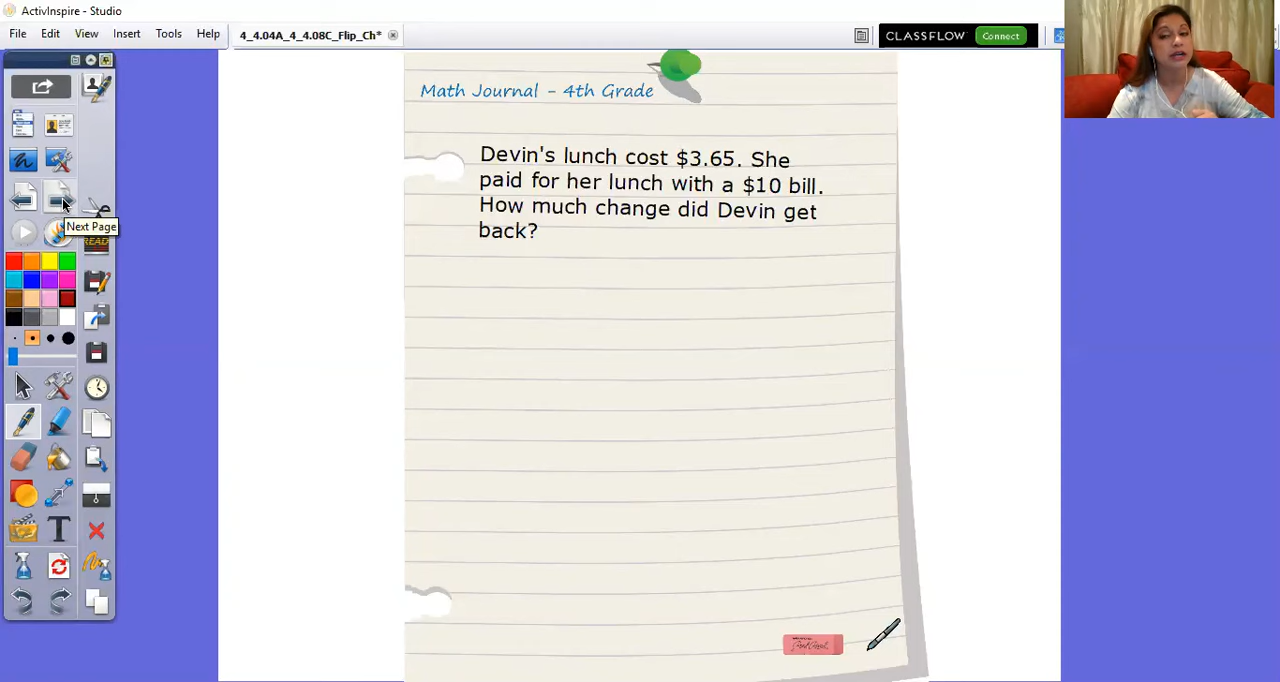 ActivInspire - Studio
File Edit View Insert Tools Help
4_4.04A_4_4.08C_Flip_Ch*
CLASSFLOW Connect
Math Journal - 4th Grade
Devin's lunch cost $3.65. She
paid for her lunch with a $10 bill.
How much change did Devin get
back?
Next Page
READ
T